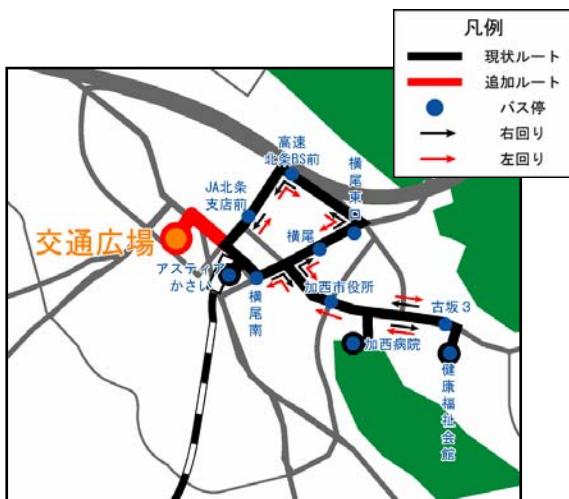 凡例
現状ルート
追加ルート
バス停
右回り
左回り
高速
北条BS前
横尾東口
JA北条
支店前
横尾
交通広場
アスティア
かさい
横尾南
加西市役所
古坂3
加西病院
健康福祉会館